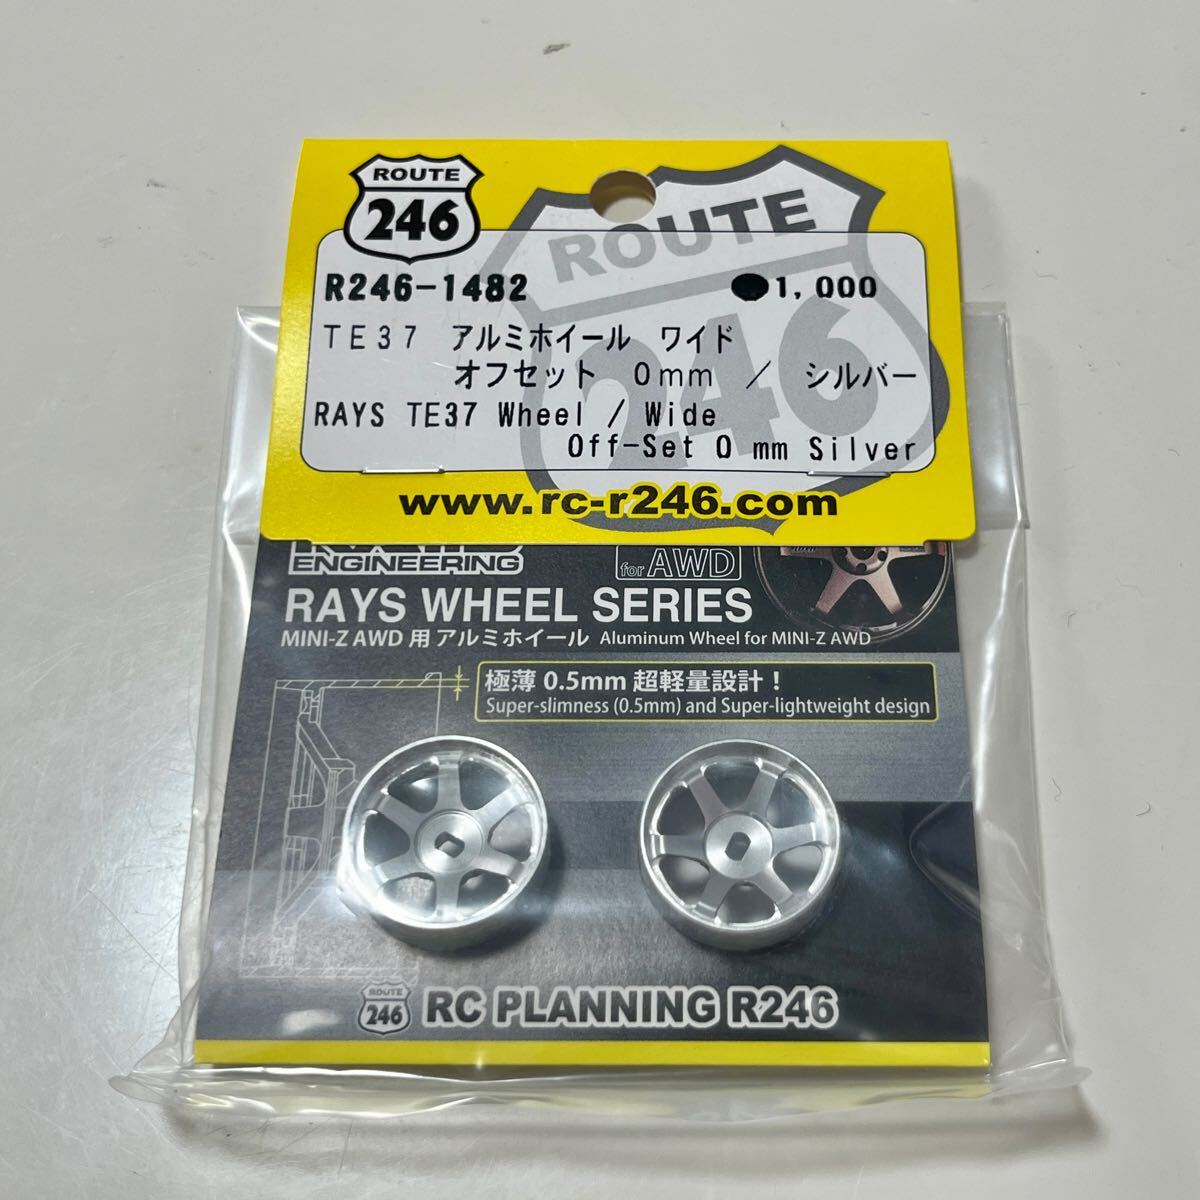 ROUTE
246
ROUTE
246
R246-1482 ●1,000
TE37 アルミホイール ワイド
オフセット 0mm / シルバー
RAYS TE37 Wheel / Wide
Off-Set 0 mm Silver
www.rc-r246.com
ENGINEERING
for AWD
RAYS WHEEL SERIES
MINI-Z AWD 用 アルミホイール Aluminum Wheel for MINI-Z AWD
極薄 0.5mm 超軽量設計!
Super-slimness (0.5mm) and Super-lightweight design
ROUTE
246
RC PLANNING R246